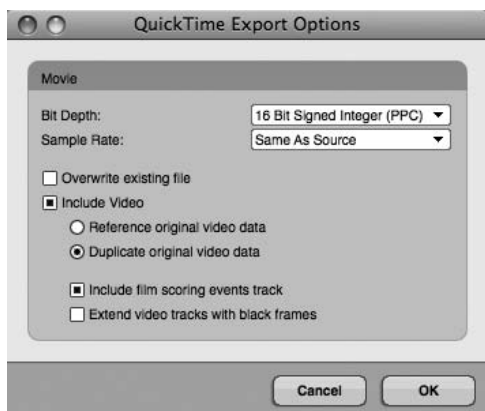 QuickTime Export Options
Movie
Bit Depth: 16 Bit Signed Integer (PPC)
Sample Rate: Same As Source
Overwrite existing file
Include Video
Reference original video data
Duplicate original video data
Include film scoring events track
Extend video tracks with black frames
Cancel OK